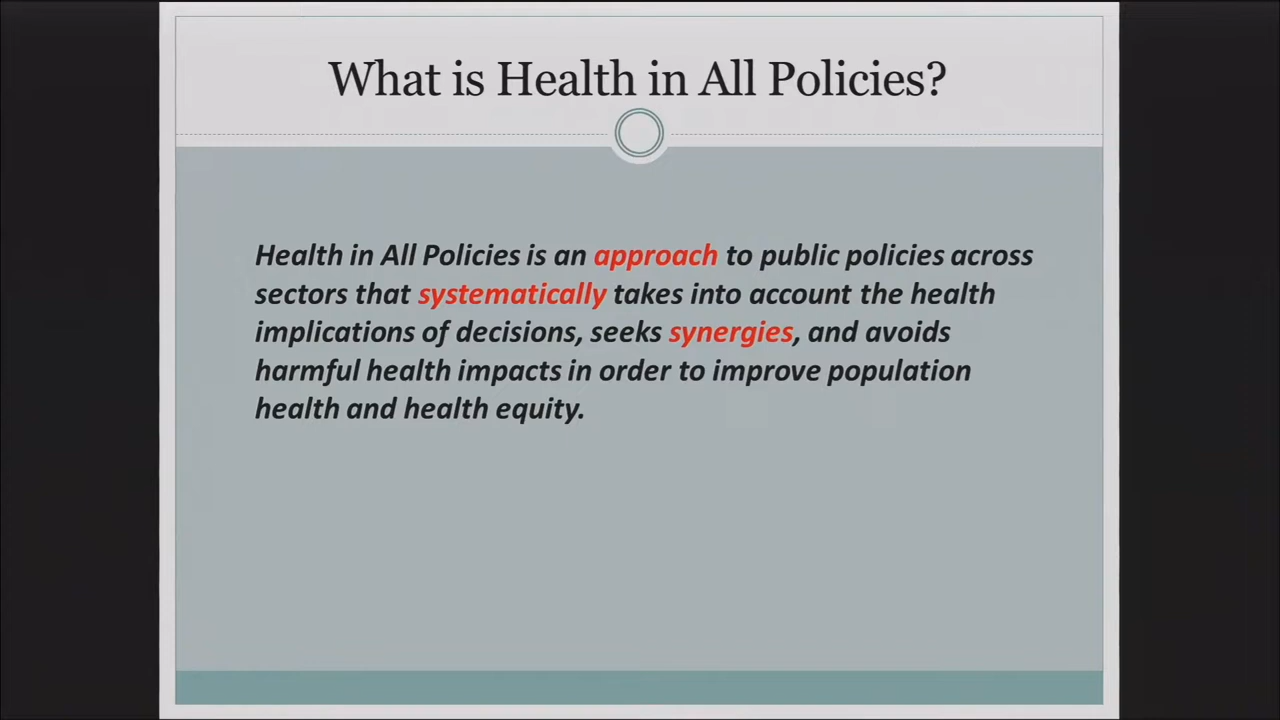 What is Health in All Policies?
Health in All Policies is an approach to public policies across
sectors that systematically takes into account the health
implications of decisions, seeks synergies, and avoids
harmful health impacts in order to improve population
health and health equity.